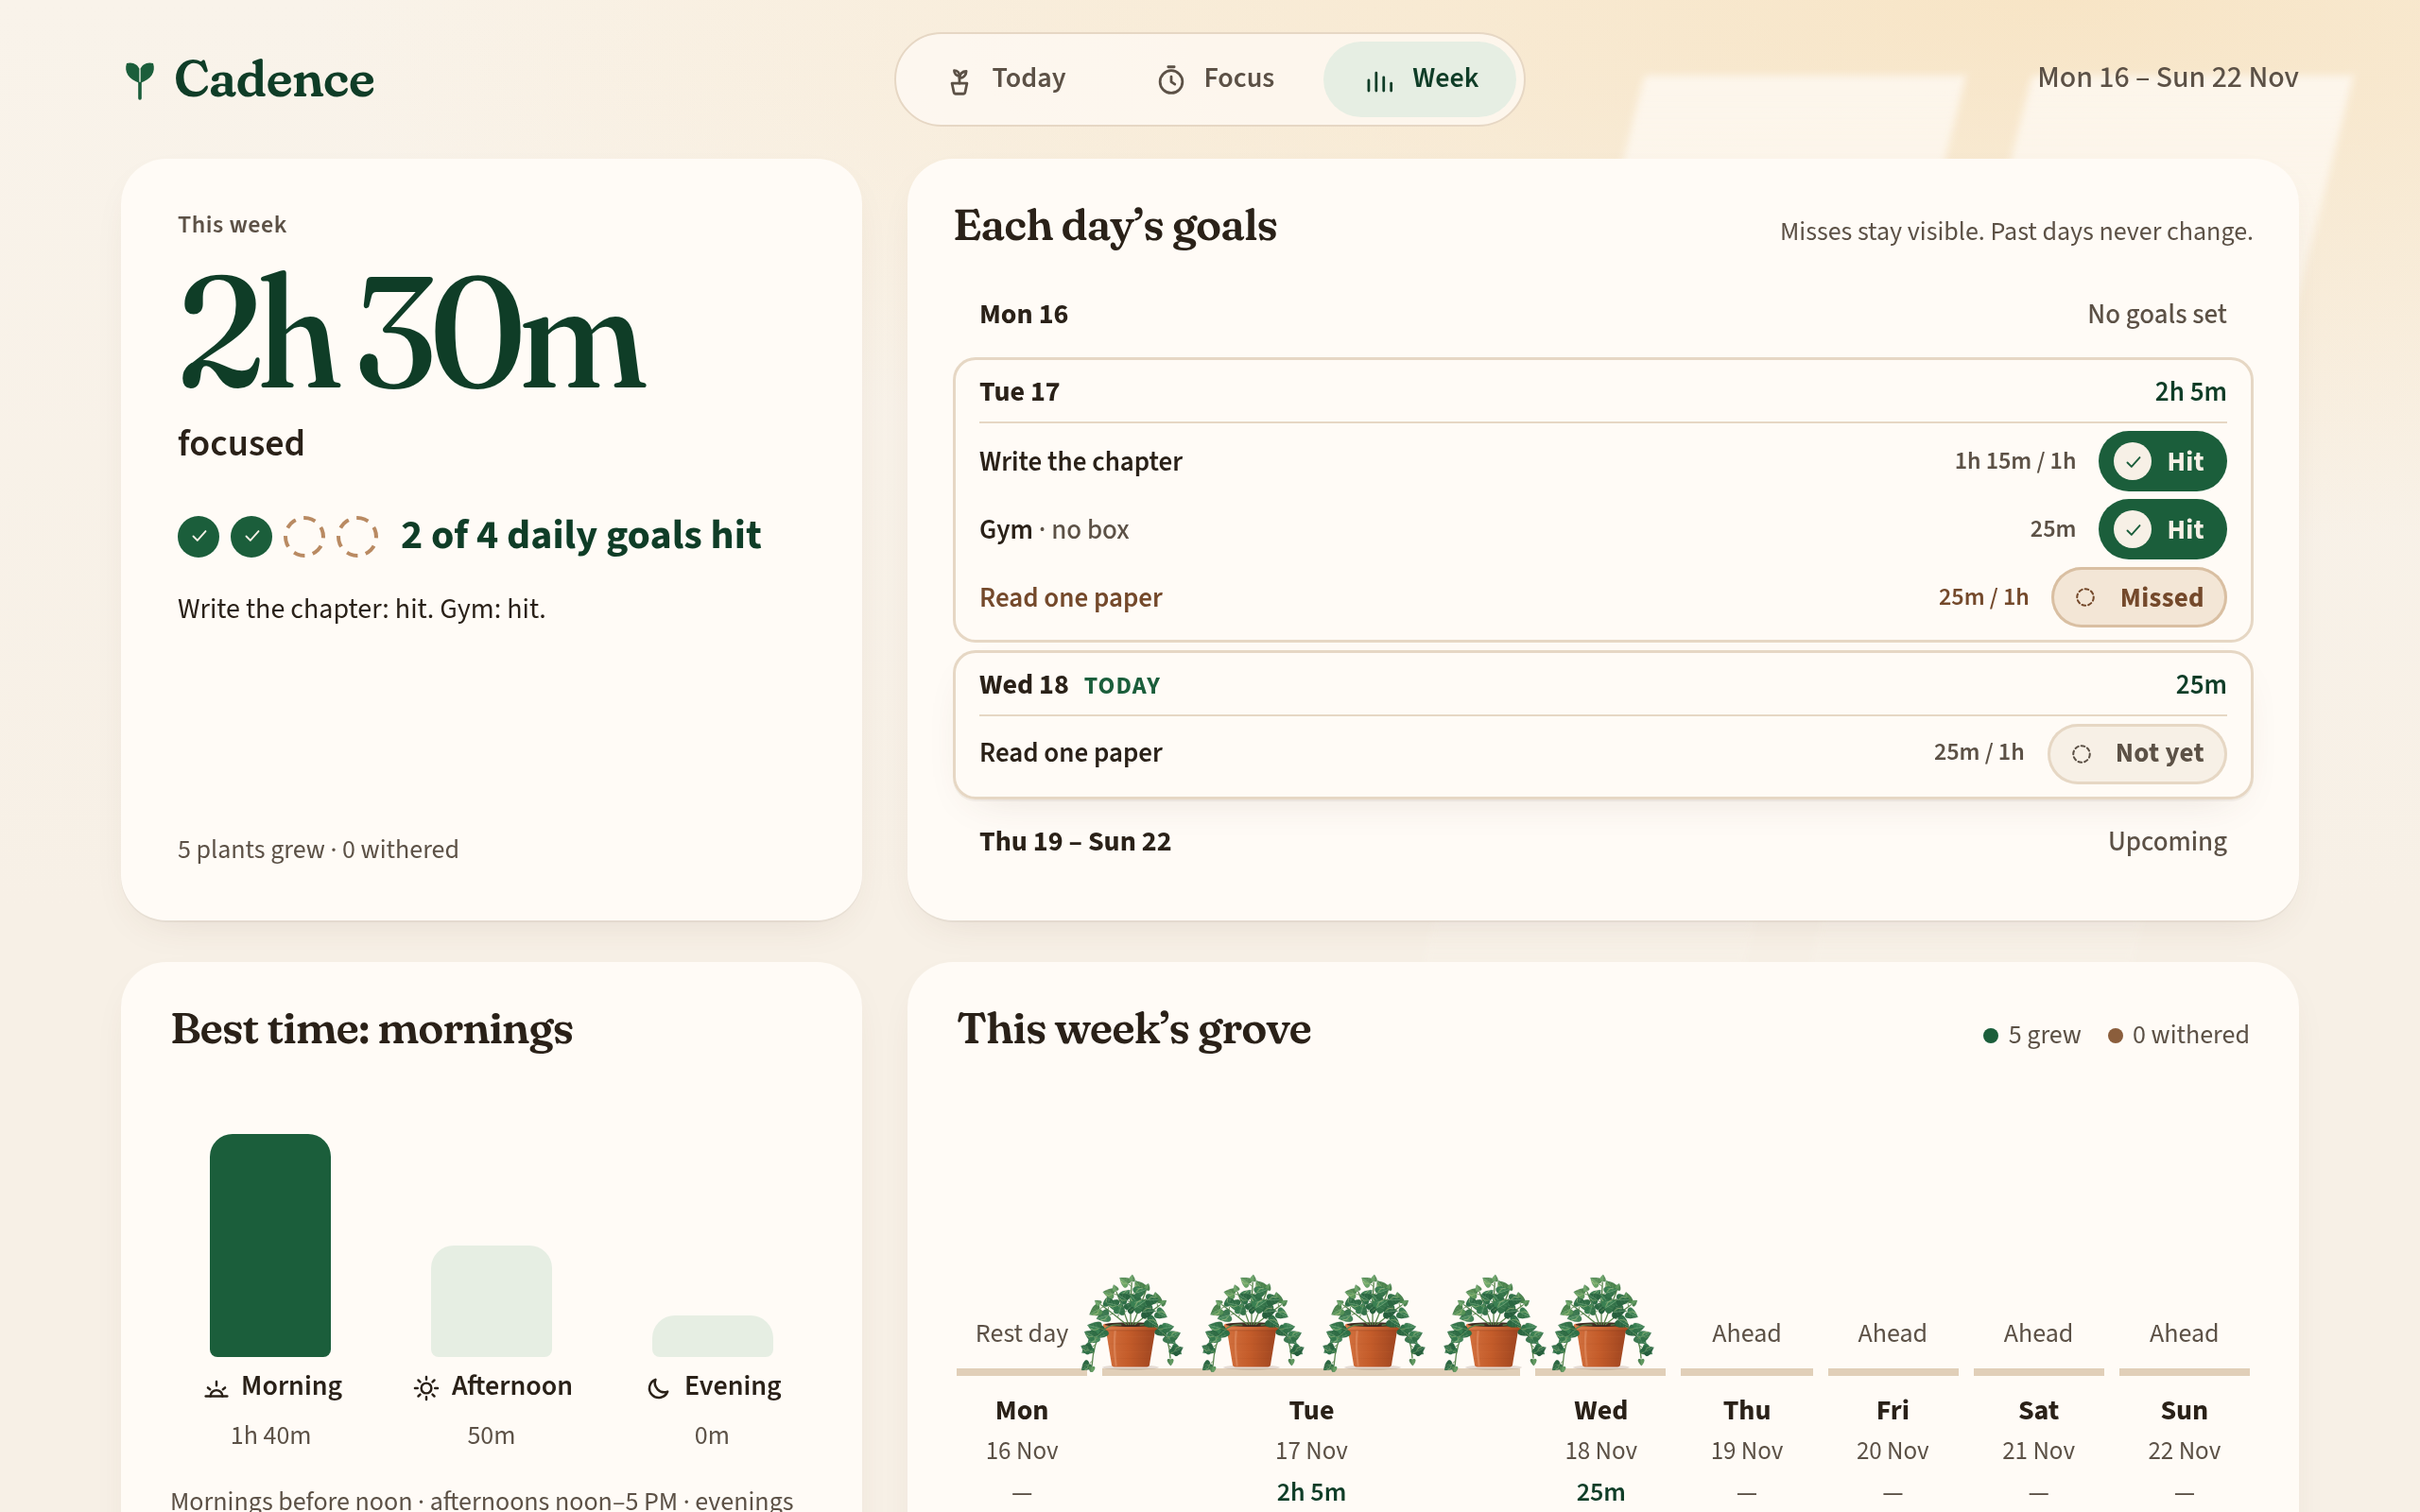 Cadence
Today
Focus
Week
Mon 16 – Sun 22 Nov
This week
2h 30m
focused
2 of 4 daily goals hit
Write the chapter: hit. Gym: hit.
5 plants grew · 0 withered
Each day’s goals
Misses stay visible. Past days never change.
Mon 16
No goals set
Tue 17
2h 5m
Write the chapter
1h 15m / 1h
Hit
Gym · no box
25m
Hit
Read one paper
25m / 1h
Missed
Wed 18 TODAY
25m
Read one paper
25m / 1h
Not yet
Thu 19 – Sun 22
Upcoming
Best time: mornings
Morning
Afternoon
Evening
1h 40m
50m
0m
Mornings before noon · afternoons noon–5 PM · evenings
This week’s grove
5 grew
0 withered
Rest day
Ahead
Ahead
Ahead
Ahead
Mon
Tue
Wed
Thu
Fri
Sat
Sun
16 Nov
17 Nov
18 Nov
19 Nov
20 Nov
21 Nov
22 Nov
—
2h 5m
25m
—
—
—
—